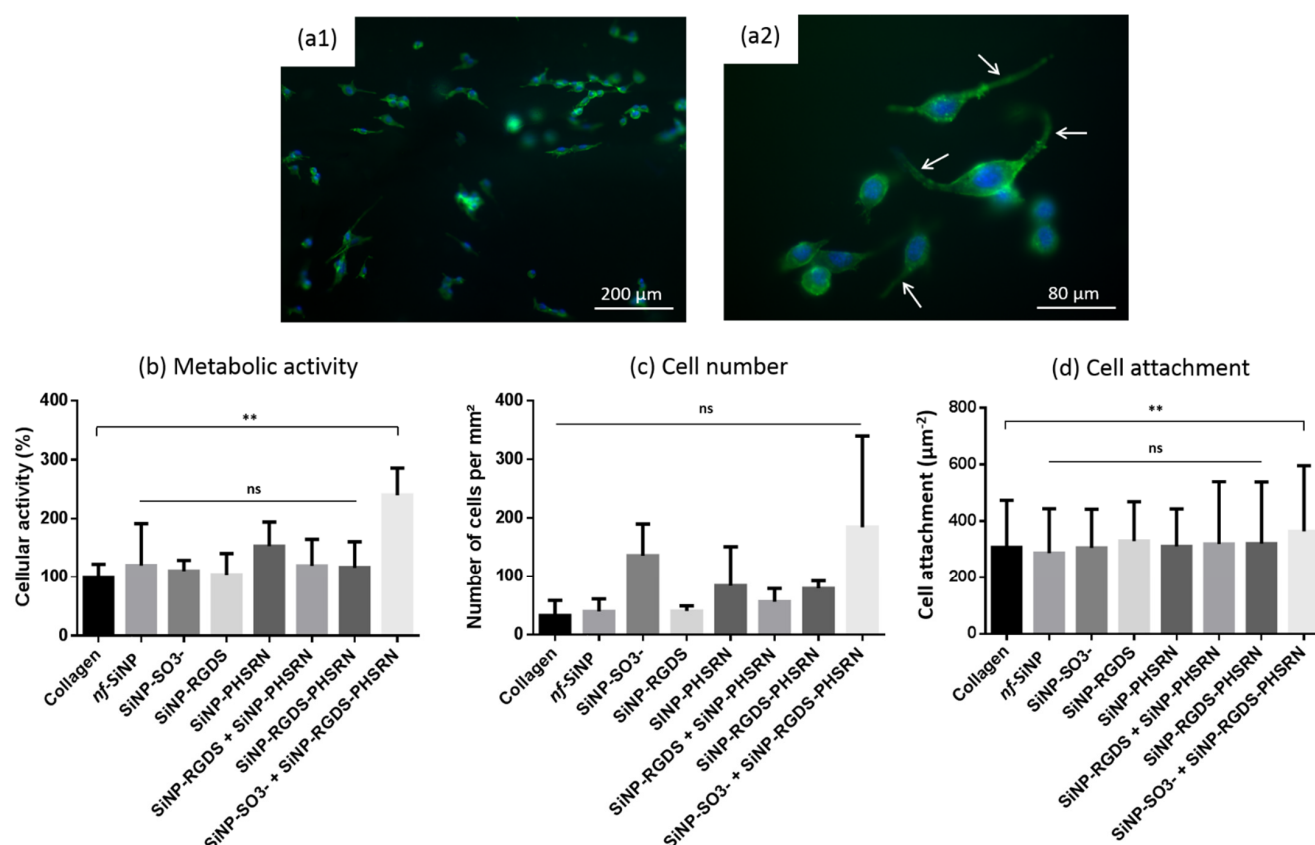 (a1)
200 µm
(a2)
80 µm
(b) Metabolic activity
Cellular activity (%)
400
300
200
100
0
**
ns
Collagen
nf-SiNP
SiNP-SO3-
SiNP-RGDS
SiNP-PHSRN
SiNP-RGDS + SiNP-PHSRN
SiNP-RGDS-PHSRN
SiNP-SO3- + SiNP-RGDS-PHSRN
(c) Cell number
Number of cells per mm²
400
300
200
100
0
ns
Collagen
nf-SiNP
SiNP-SO3-
SiNP-RGDS
SiNP-PHSRN
SiNP-RGDS + SiNP-PHSRN
SiNP-RGDS-PHSRN
SiNP-SO3- + SiNP-RGDS-PHSRN
(d) Cell attachment
Cell attachment (µm-2)
800
600
400
200
0
**
ns
Collagen
nf-SiNP
SiNP-SO3-
SiNP-RGDS
SiNP-PHSRN
SiNP-RGDS + SiNP-PHSRN
SiNP-RGDS-PHSRN
SiNP-SO3- + SiNP-RGDS-PHSRN